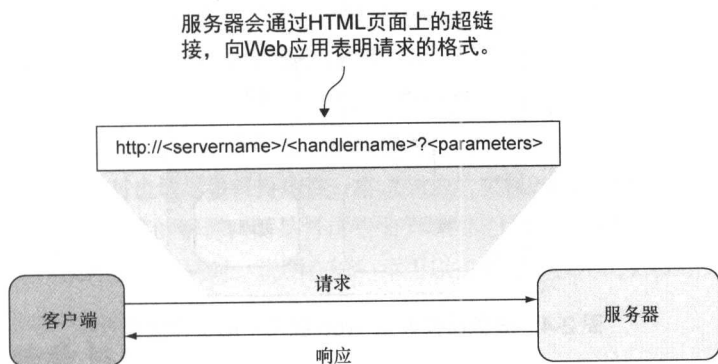 服务器会通过HTML页面上的超链
接，向Web应用表明请求的格式。
http://<servername>/<handlername>?<parameters>
请求
客户端
服务器
响应